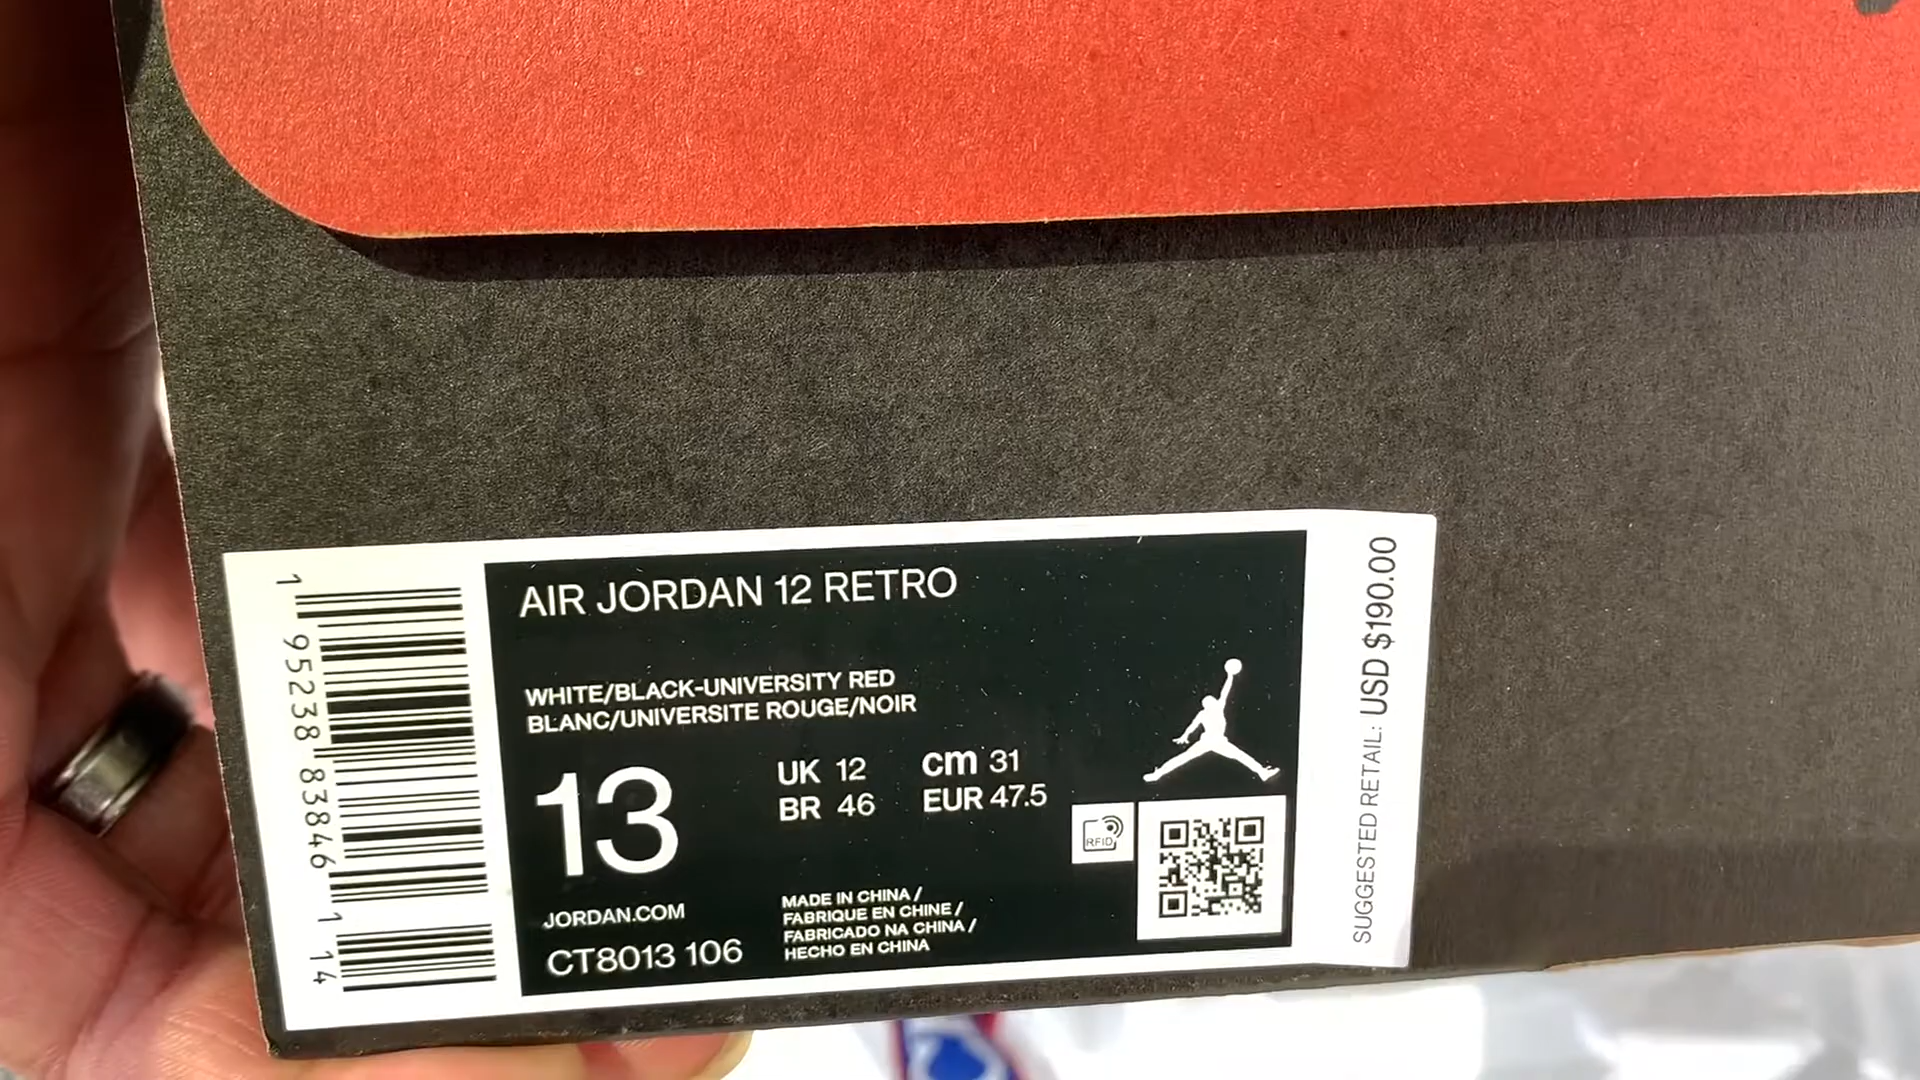 AIR JORDAN 12 RETRO
WHITE/BLACK-UNIVERSITY RED
BLANC/UNIVERSITE ROUGE/NOIR
13
UK 12
BR 46
cm 31
EUR 47.5
RFID
JORDAN.COM
CT8013 106
MADE IN CHINA /
FABRIQUE EN CHINE /
FABRICADO NA CHINA /
HECHO EN CHINA
1 95238 83846 1 14
SUGGESTED RETAIL: USD $190.00